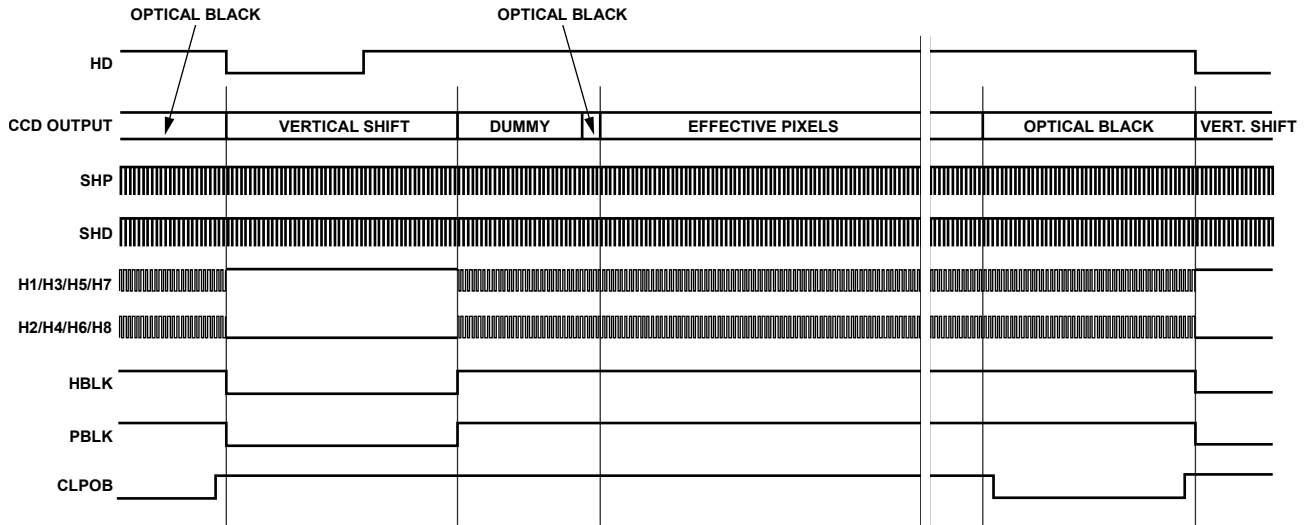 OPTICAL BLACK
OPTICAL BLACK
HD
CCD OUTPUT
VERTICAL SHIFT
DUMMY
EFFECTIVE PIXELS
OPTICAL BLACK
VERT. SHIFT
SHP
SHD
H1/H3/H5/H7
H2/H4/H6/H8
HBLK
PBLK
CLPOB